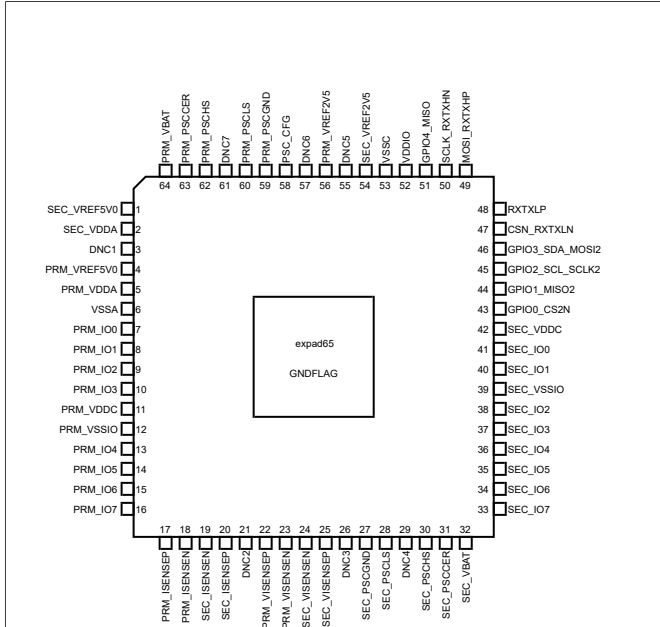 PRM_VBAT
PRM_PSCCER
PRM_PSCHS
DNC7
PRM_PSCLS
PRM_PSCGND
PSC_CFG
DNC6
PRM_VREF2V5
DNC5
SEC_VREF2V5
VSSC
VDDIO
GPIO4_MISO
SCLK_RXTXHN
MOSI_RXTXHP
64 63 62 61 60 59 58 57 56 55 54 53 52 51 50 49
SEC_VREF5V0 1
SEC_VDDA 2
DNC1 3
PRM_VREF5V0 4
PRM_VDDA 5
VSSA 6
PRM_IO0 7
PRM_IO1 8
PRM_IO2 9
PRM_IO3 10
PRM_VDDC 11
PRM_VSSIO 12
PRM_IO4 13
PRM_IO5 14
PRM_IO6 15
PRM_IO7 16
expad65
GNDFLAG
48 RXTXLP
47 CSN_RXTXLN
46 GPIO3_SDA_MOSI2
45 GPIO2_SCL_SCLK2
44 GPIO1_MISO2
43 GPIO0_CS2N
42 SEC_VDDC
41 SEC_IO0
40 SEC_IO1
39 SEC_VSSIO
38 SEC_IO2
37 SEC_IO3
36 SEC_IO4
35 SEC_IO5
34 SEC_IO6
33 SEC_IO7
17 18 19 20 21 22 23 24 25 26 27 28 29 30 31 32
PRM_ISENSEP
PRM_ISENSEN
SEC_ISENSEN
SEC_ISENSEP
DNC2
PRM_VISENSEP
PRM_VISENSEN
SEC_VISENSEN
SEC_VISENSEP
DNC3
SEC_PSCGND
SEC_PSCLS
DNC4
SEC_PSCHS
SEC_PSCCER
SEC_VBAT